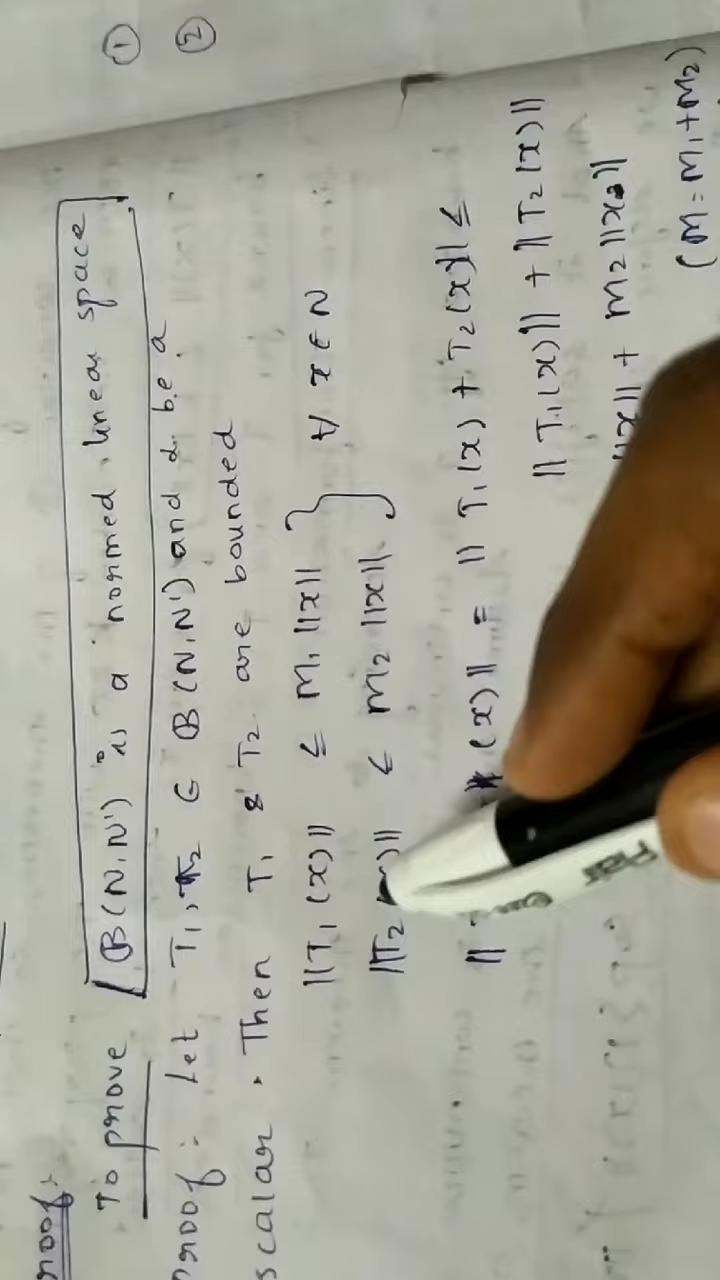 ① ②
proof:
To prove B(N,N') is a normed linear space
proof: Let T₁, T₂ ∈ B(N,N') and α be a
scalar. Then T₁ & T₂ are bounded
||T₁(x)|| ≤ M₁||x|| } ∀ x ∈ N
||T₂(x)|| ≤ M₂||x||
|| (x)|| = ||T₁(x) + T₂(x)|| ≤
||T₁(x)|| + ||T₂(x)||
||x|| + M₂||x||
(M = M₁+M₂)